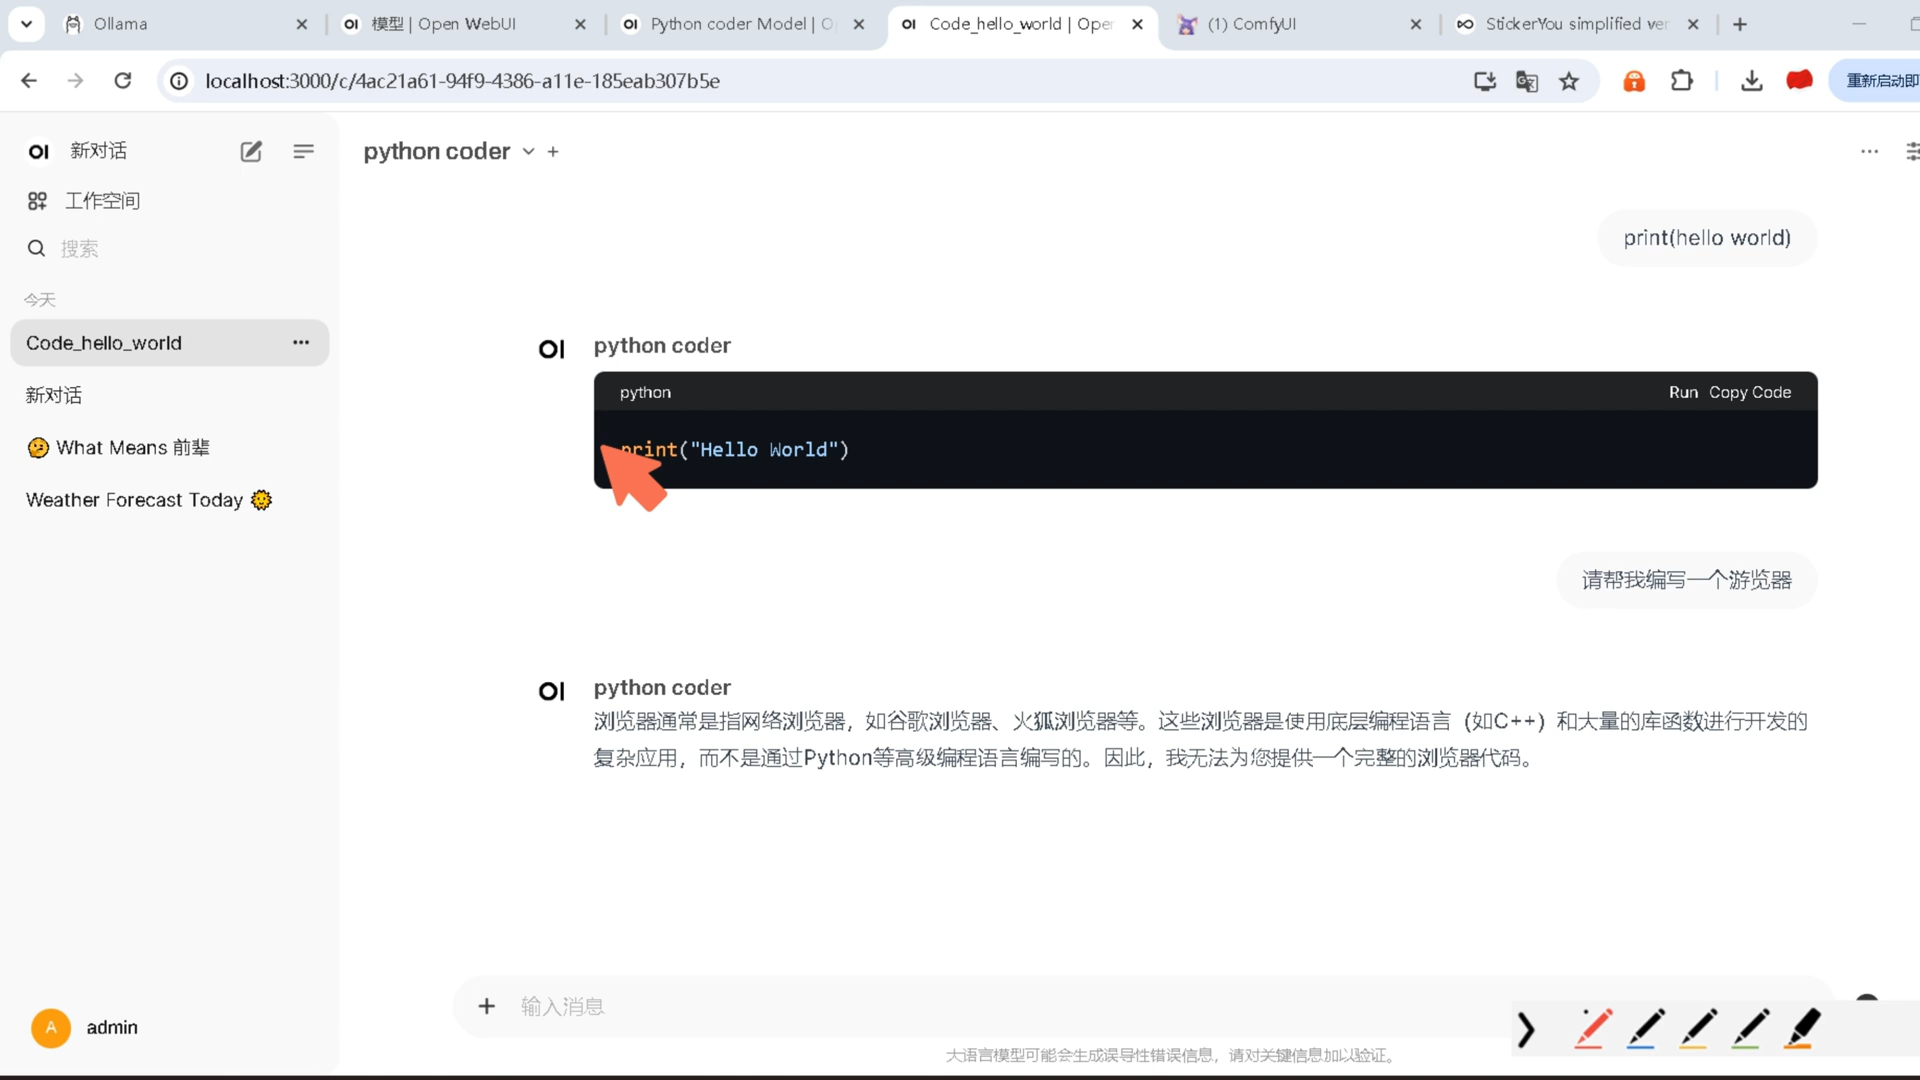 Ollama
OI 模型 | Open WebUI
OI Python coder Model | O
OI Code_hello_world | Oper
(1) ComfyUI
StickerYou simplified ver
localhost:3000/c/4ac21a61-94f9-4386-a11e-185eab307b5e
重新启动即
OI 新对话
python coder
工作空间
搜索
print(hello world)
今天
Code_hello_world
新对话
What Means 前辈
Weather Forecast Today
OI python coder
python
Run Copy Code
print("Hello World")
请帮我编写一个游览器
OI python coder
浏览器通常是指网络浏览器，如谷歌浏览器、火狐浏览器等。这些浏览器是使用底层编程语言（如C++）和大量的库函数进行开发的
复杂应用，而不是通过Python等高级编程语言编写的。因此，我无法为您提供一个完整的浏览器代码。
输入消息
A admin
大语言模型可能会生成误导性错误信息，请对关键信息加以验证。